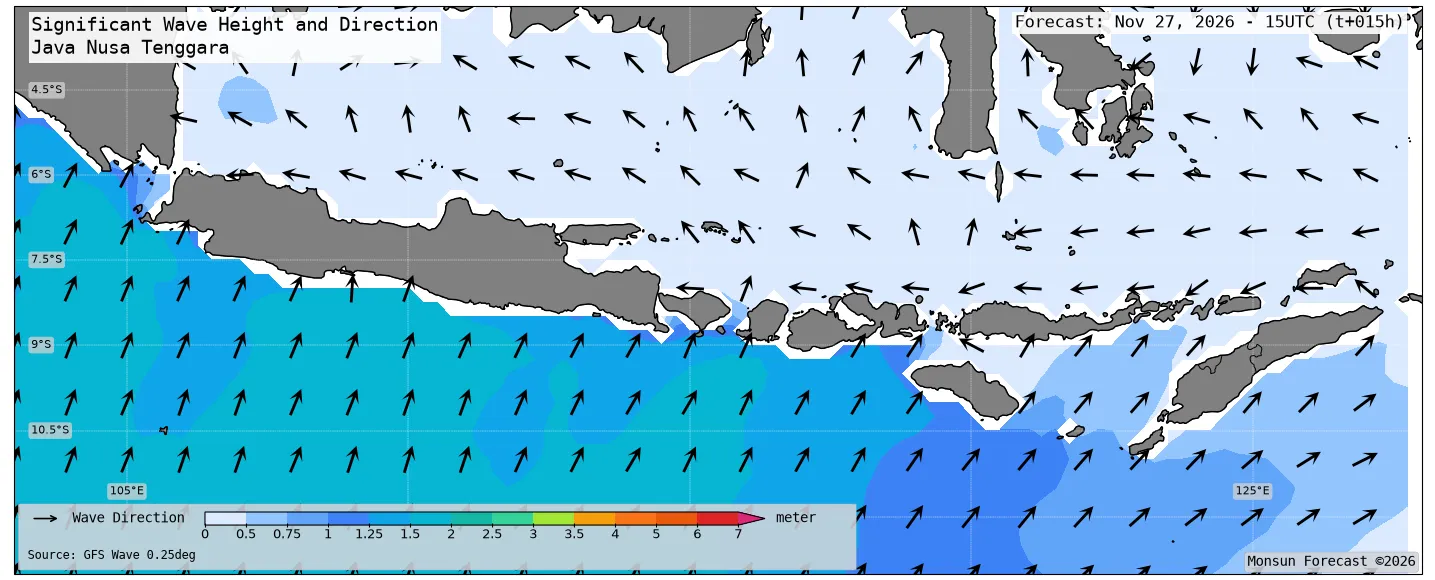 Significant Wave Height and Direction
Java Nusa Tenggara
Forecast: Nov 27, 2026 - 15UTC (t+015h)
4.5°S
6°S
7.5°S
9°S
10.5°S
105°E
125°E
Wave Direction
0 0.5 0.75 1 1.25 1.5 2 2.5 3 3.5 4 5 6 7
meter
Source: GFS Wave 0.25deg
Monsun Forecast ©2026